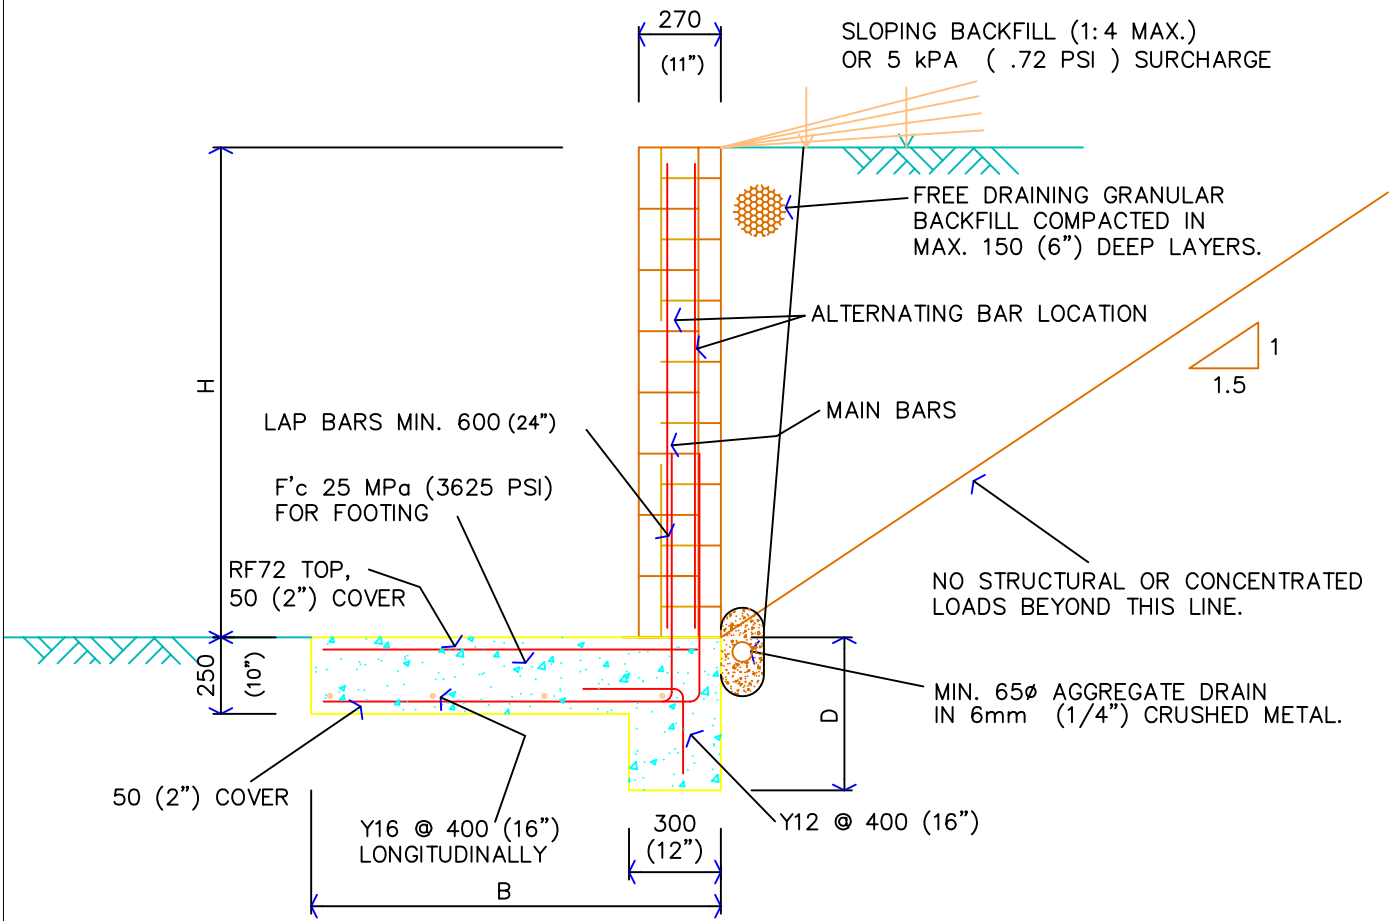 270
(11")
SLOPING BACKFILL (1:4 MAX.)
OR 5 kPA ( .72 PSI ) SURCHARGE
FREE DRAINING GRANULAR
BACKFILL COMPACTED IN
MAX. 150 (6") DEEP LAYERS.
ALTERNATING BAR LOCATION
1
1.5
H
MAIN BARS
LAP BARS MIN. 600 (24")
F'c 25 MPa (3625 PSI)
FOR FOOTING
RF72 TOP,
50 (2") COVER
NO STRUCTURAL OR CONCENTRATED
LOADS BEYOND THIS LINE.
250
(10")
MIN. 65ø AGGREGATE DRAIN
IN 6mm (1/4") CRUSHED METAL.
D
50 (2") COVER
Y16 @ 400 (16")
LONGITUDINALLY
300
(12")
Y12 @ 400 (16")
B